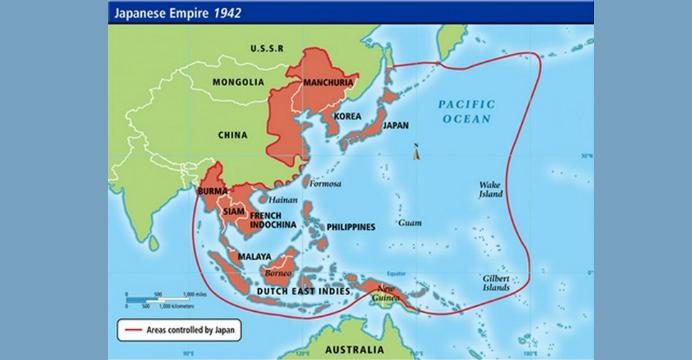 Japanese Empire 1942
U.S.S.R
MONGOLIA
MANCHURIA
PACIFIC
OCEAN
KOREA
JAPAN
CHINA
N
30°N
Formosa
BURMA
Hainan
Wake
Island
SIAM
FRENCH
INDOCHINA
PHILIPPINES
Guam
MALAYA
Borneo
Equator
0°
DUTCH EAST INDIES
New
Guinea
Gilbert
Islands
0 500 1,000 miles
0 500 1,000 kilometers
Areas controlled by Japan
AUSTRALIA
90°E
120°E